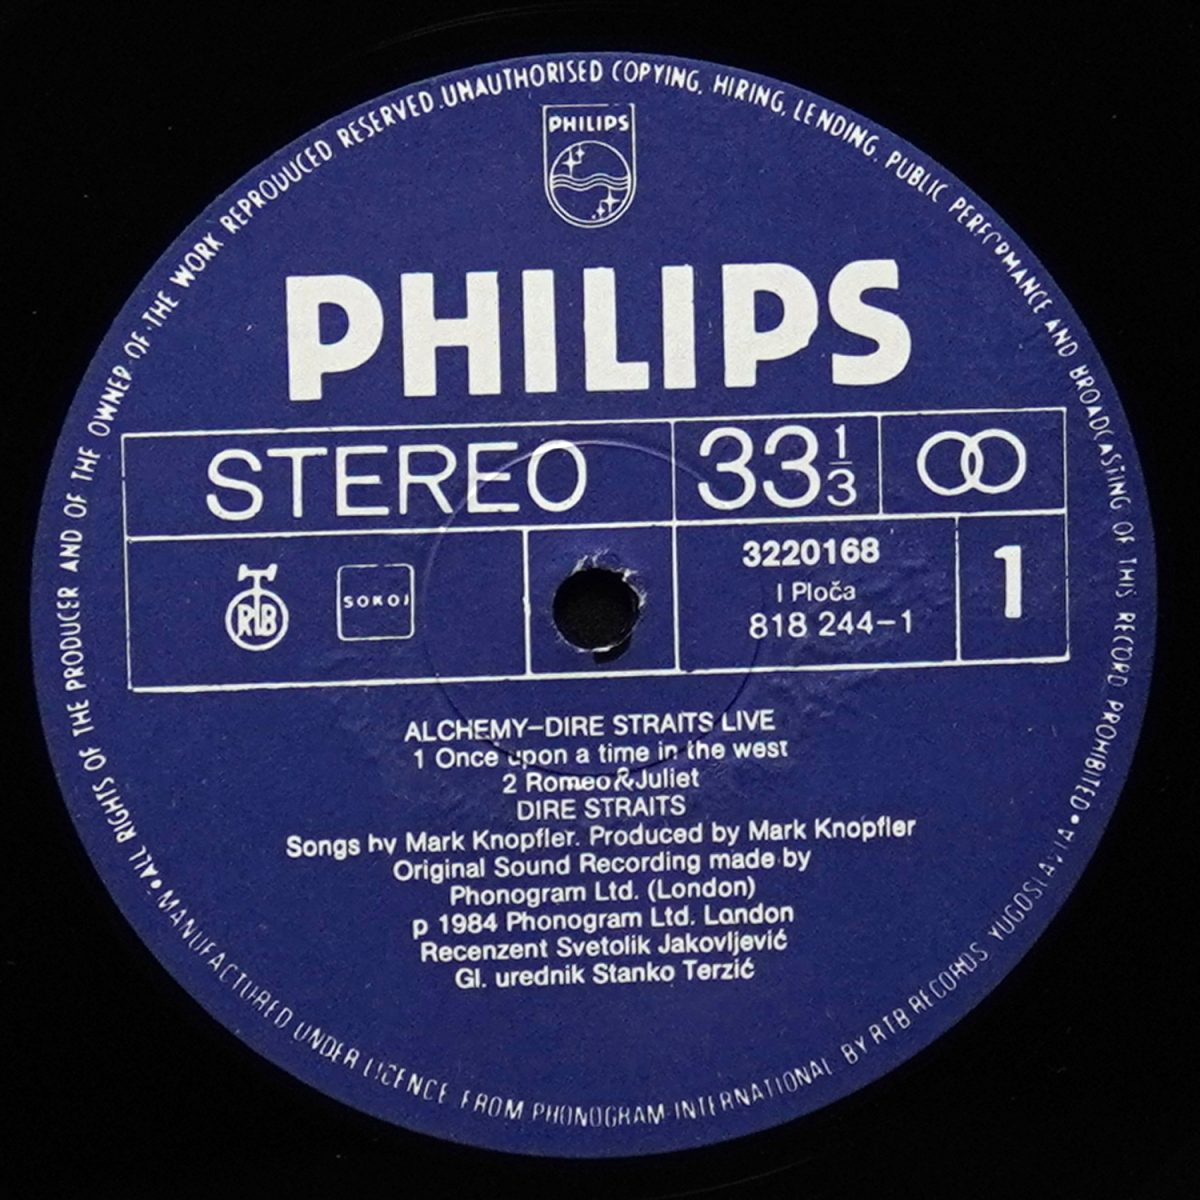 ALL RIGHTS OF THE PRODUCER AND OF THE OWNER OF THE WORK REPRODUCED RESERVED. UNAUTHORISED COPYING, HIRING, LENDING, PUBLIC PERFORMANCE AND BROADCASTING OF THIS RECORD PROHIBITED •
PHILIPS
PHILIPS
STEREO 33 1/3
RTB SOKOJ 3220168 1
I Ploča
818 244-1
ALCHEMY-DIRE STRAITS LIVE
1 Once upon a time in the west
2 Romeo & Juliet
DIRE STRAITS
Songs by Mark Knopfler. Produced by Mark Knopfler
Original Sound Recording made by
Phonogram Ltd. (London)
p 1984 Phonogram Ltd. London
Recenzent Svetolik Jakovljević
Gl. urednik Stanko Terzić
• MANUFACTURED UNDER LICENCE FROM PHONOGRAM INTERNATIONAL BY RTB RECORDS YUGOSLAVIA